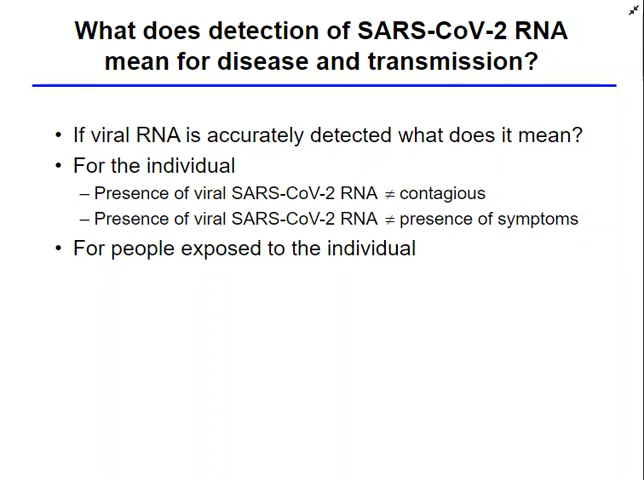 What does detection of SARS-CoV-2 RNA
mean for disease and transmission?
• If viral RNA is accurately detected what does it mean?
• For the individual
– Presence of viral SARS-CoV-2 RNA ≠ contagious
– Presence of viral SARS-CoV-2 RNA ≠ presence of symptoms
• For people exposed to the individual